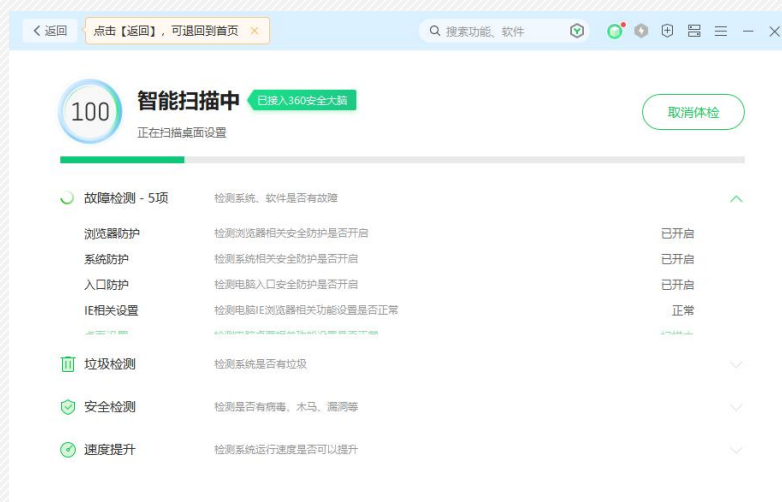 返回 点击【返回】，可退回到首页 × 搜索功能、软件
100 智能扫描中 已接入360安全大脑 取消体检
正在扫描桌面设置
故障检测 - 5项 检测系统、软件是否有故障
浏览器防护 检测浏览器相关安全防护是否开启 已开启
系统防护 检测系统相关安全防护是否开启 已开启
入口防护 检测电脑入口安全防护是否开启 已开启
IE相关设置 检测电脑IE浏览器相关功能设置是否正常 正常
垃圾检测 检测系统是否有垃圾
安全检测 检测是否有病毒、木马、漏洞等
速度提升 检测系统运行速度是否可以提升